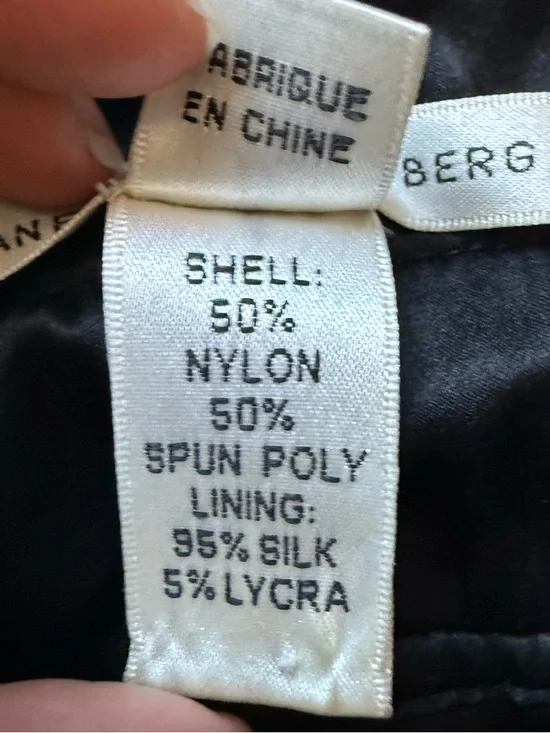 ABRIQUE
EN CHINE
BERG
SHELL:
50%
NYLON
50%
SPUN POLY
LINING:
95% SILK
5% LYCRA